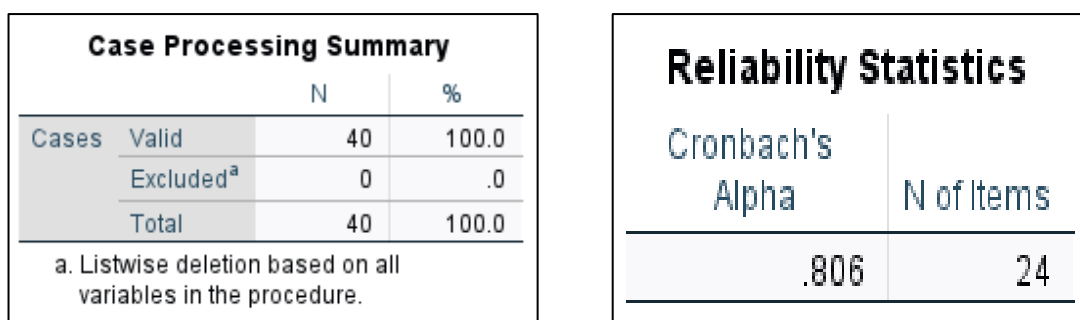 Case Processing Summary
N %
Cases Valid 40 100.0
Excludedᵃ 0 .0
Total 40 100.0
a. Listwise deletion based on all
variables in the procedure.
Reliability Statistics
Cronbach's
Alpha N of Items
.806 24